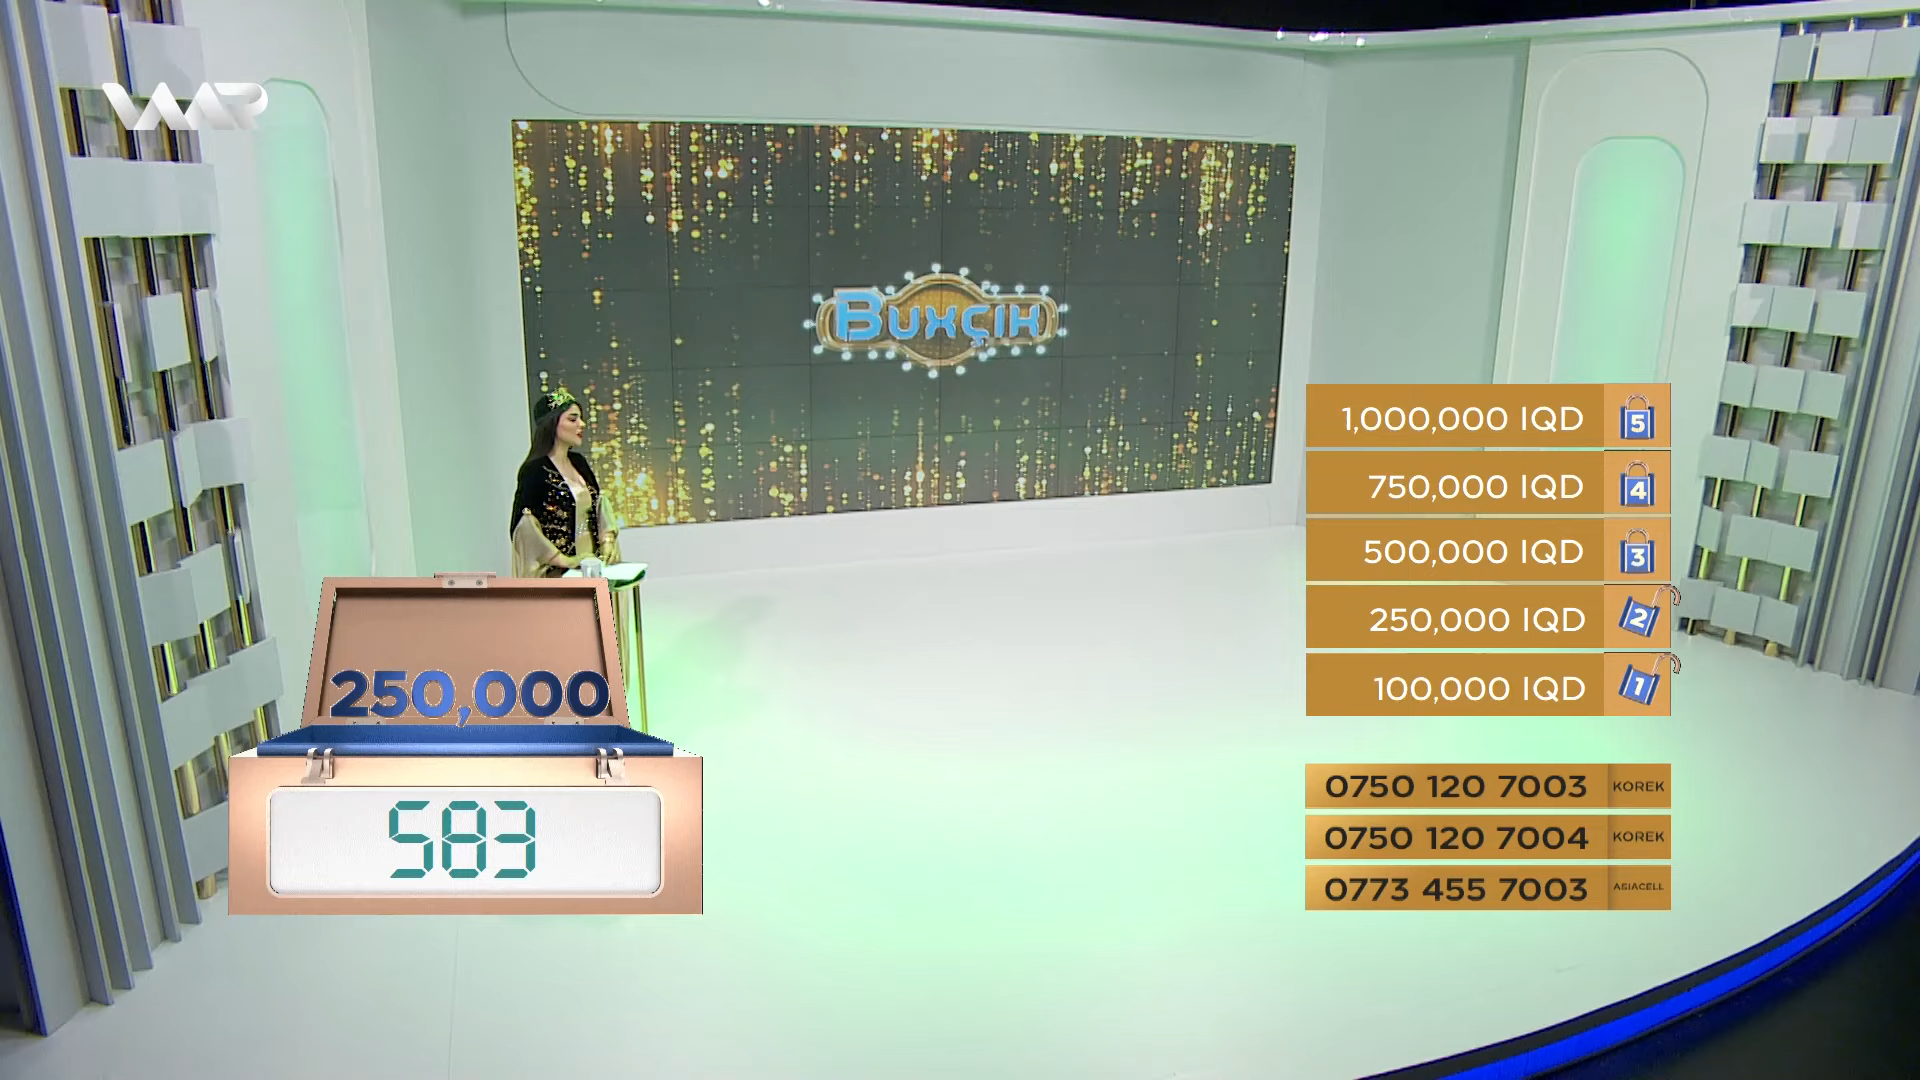 WAAR
BUXÇIK
1,000,000 IQD 5
750,000 IQD 4
500,000 IQD 3
250,000 IQD 2
100,000 IQD 1
250,000
583
0750 120 7003 KOREK
0750 120 7004 KOREK
0773 455 7003 ASIACELL